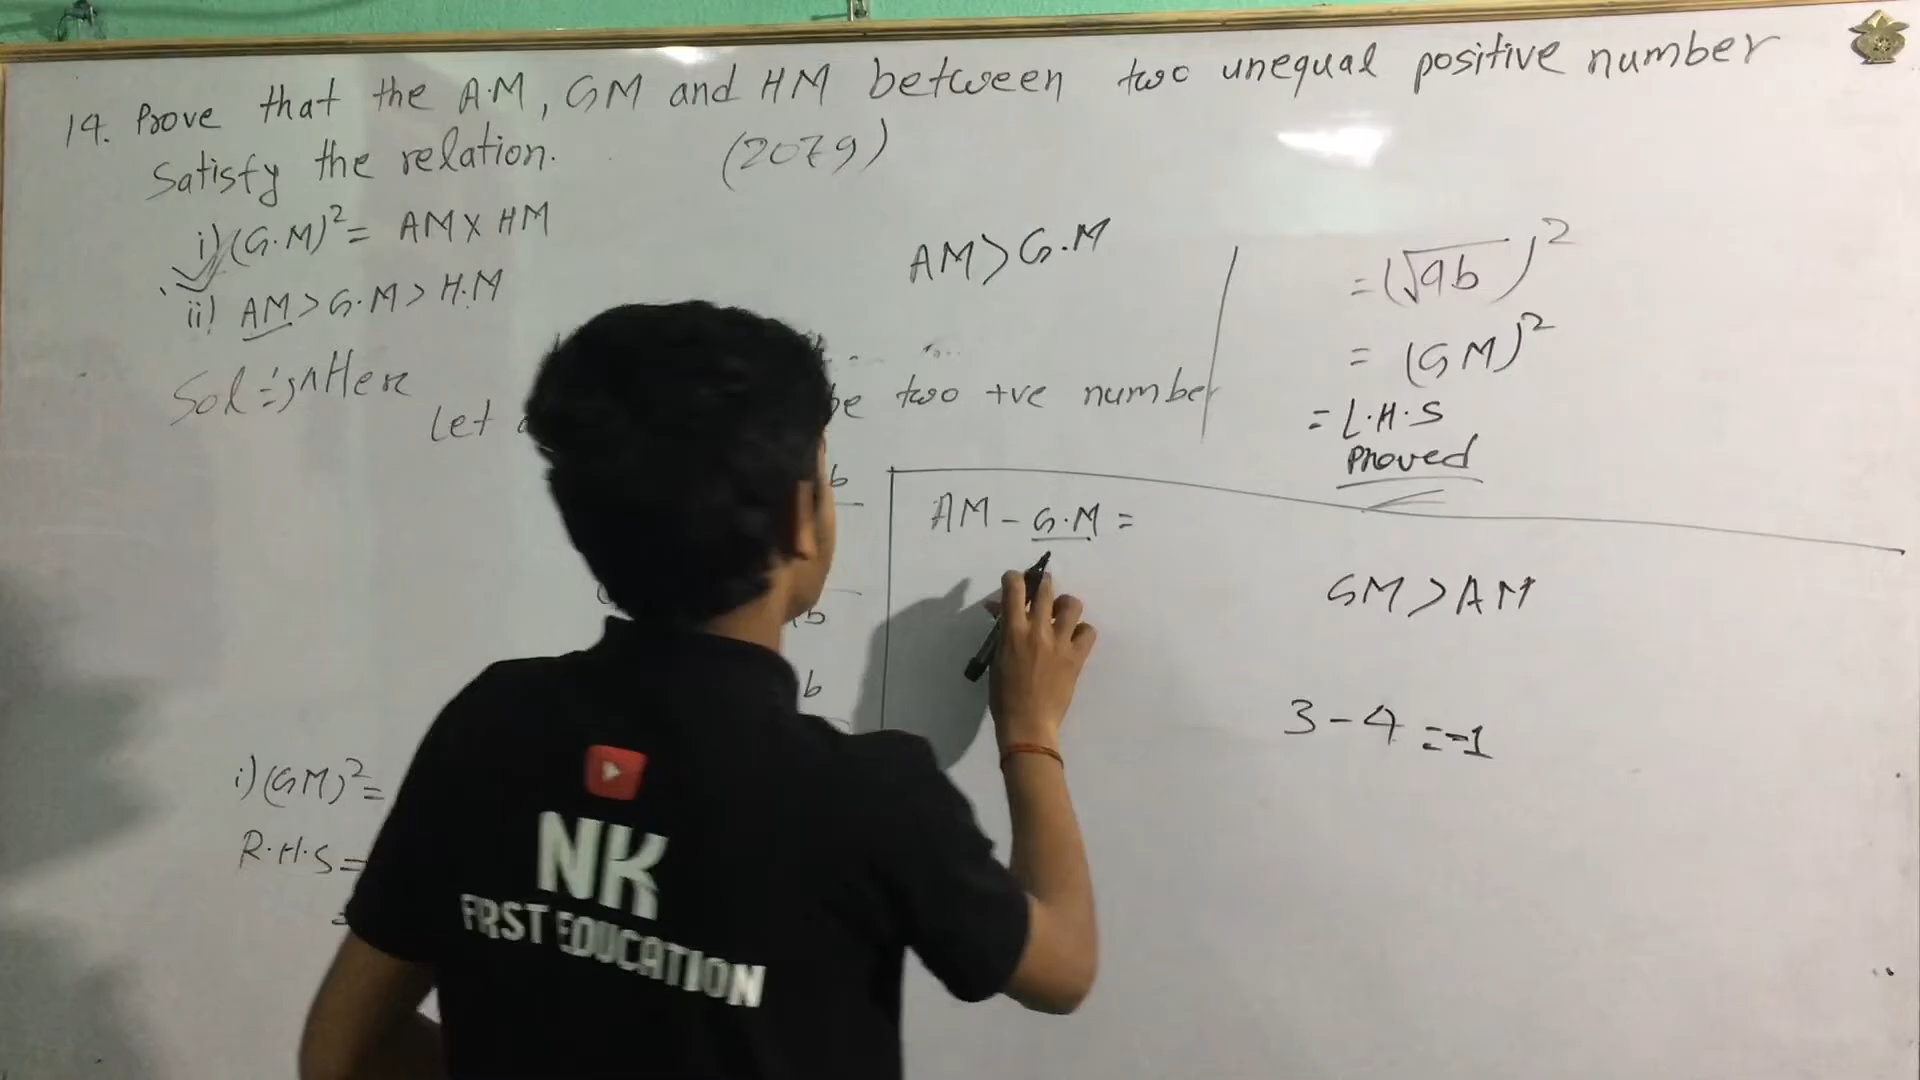 14. Prove that the A.M, GM and HM between two unequal positive number
Satisfy the relation. (2079)
i) (G.M)² = AM X HM
ii) AM > G.M > H.M
AM > G.M
= (√ab)²
= (GM)²
= L.H.S
Proved
Let
be two +ve number
b
b
b
AM - G.M =
GM > AM
3 - 4 = -1
i) (GM)² =
R.H.S =
=
NK
FIRST EDUCATION